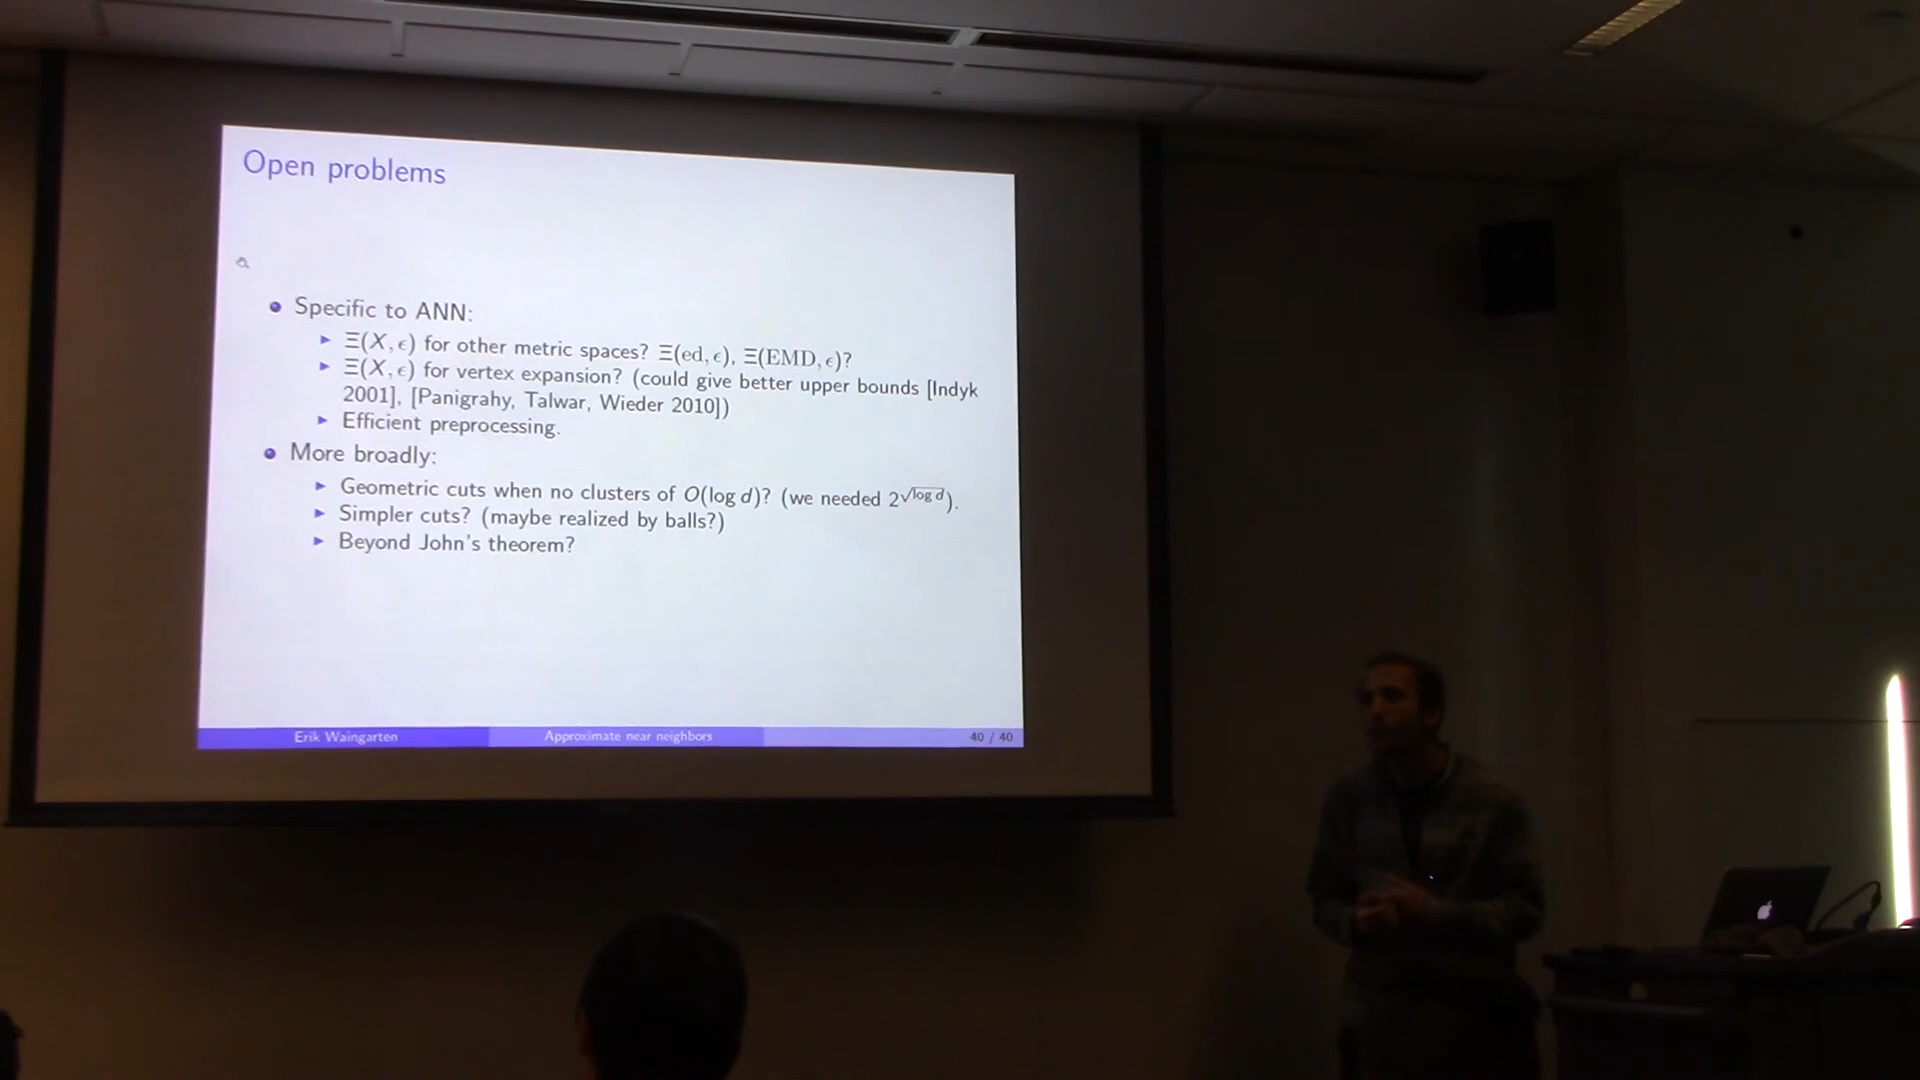 Open problems
Specific to ANN:
Ξ(X, ϵ) for other metric spaces? Ξ(ed, ϵ), Ξ(EMD, ϵ)?
Ξ(X, ϵ) for vertex expansion? (could give better upper bounds [Indyk
2001], [Panigrahy, Talwar, Wieder 2010])
Efficient preprocessing.
More broadly:
Geometric cuts when no clusters of O(log d)? (we needed 2^√(log d)).
Simpler cuts? (maybe realized by balls?)
Beyond John's theorem?
Erik Waingarten Approximate near neighbors 40 / 40